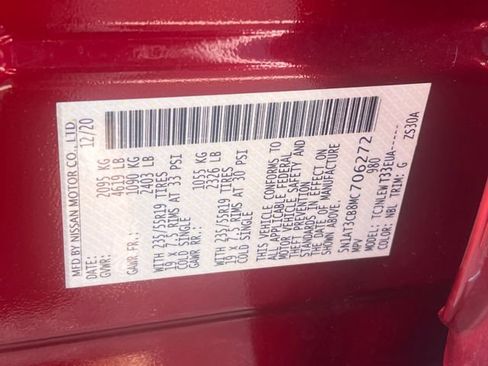 MFD BY NISSAN MOTOR CO.,LTD.
DATE: 12/20
GVWR: 2095 KG
4619 LB
GAWR FR.: 1090 KG
2403 LB
WITH 235/55R19 TIRES
19 X 7.5 RIMS AT 33 PSI
COLD SINGLE
GAWR RR.: 1055 KG
2326 LB
WITH 235/55R19 TIRES
19 X 7.5 RIMS AT 30 PSI
COLD SINGLE
THIS VEHICLE CONFORMS TO
ALL APPLICABLE FEDERAL
MOTOR VEHICLE SAFETY AND
THEFT PREVENTION
STANDARDS IN EFFECT
ON THE DATE OF
MANUFACTURE SHOWN ABOVE.
5N1AT3CB8MC706272
MPV 980
MODEL: TCJNLEWT33EUA-----
COLOR: NBL TRIM: G
ZS30A